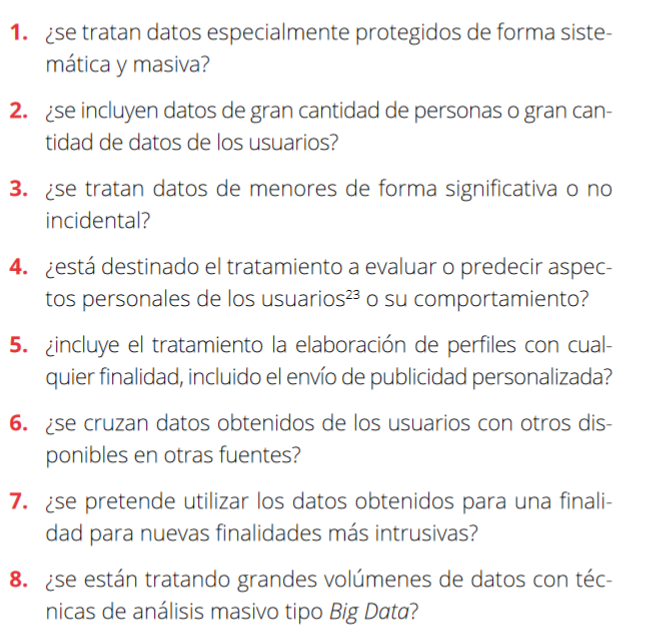 1. ¿se tratan datos especialmente protegidos de forma siste-
mática y masiva?
2. ¿se incluyen datos de gran cantidad de personas o gran can-
tidad de datos de los usuarios?
3. ¿se tratan datos de menores de forma significativa o no
incidental?
4. ¿está destinado el tratamiento a evaluar o predecir aspec-
tos personales de los usuarios²³ o su comportamiento?
5. ¿incluye el tratamiento la elaboración de perfiles con cual-
quier finalidad, incluido el envío de publicidad personalizada?
6. ¿se cruzan datos obtenidos de los usuarios con otros dis-
ponibles en otras fuentes?
7. ¿se pretende utilizar los datos obtenidos para una finali-
dad para nuevas finalidades más intrusivas?
8. ¿se están tratando grandes volúmenes de datos con téc-
nicas de análisis masivo tipo Big Data?